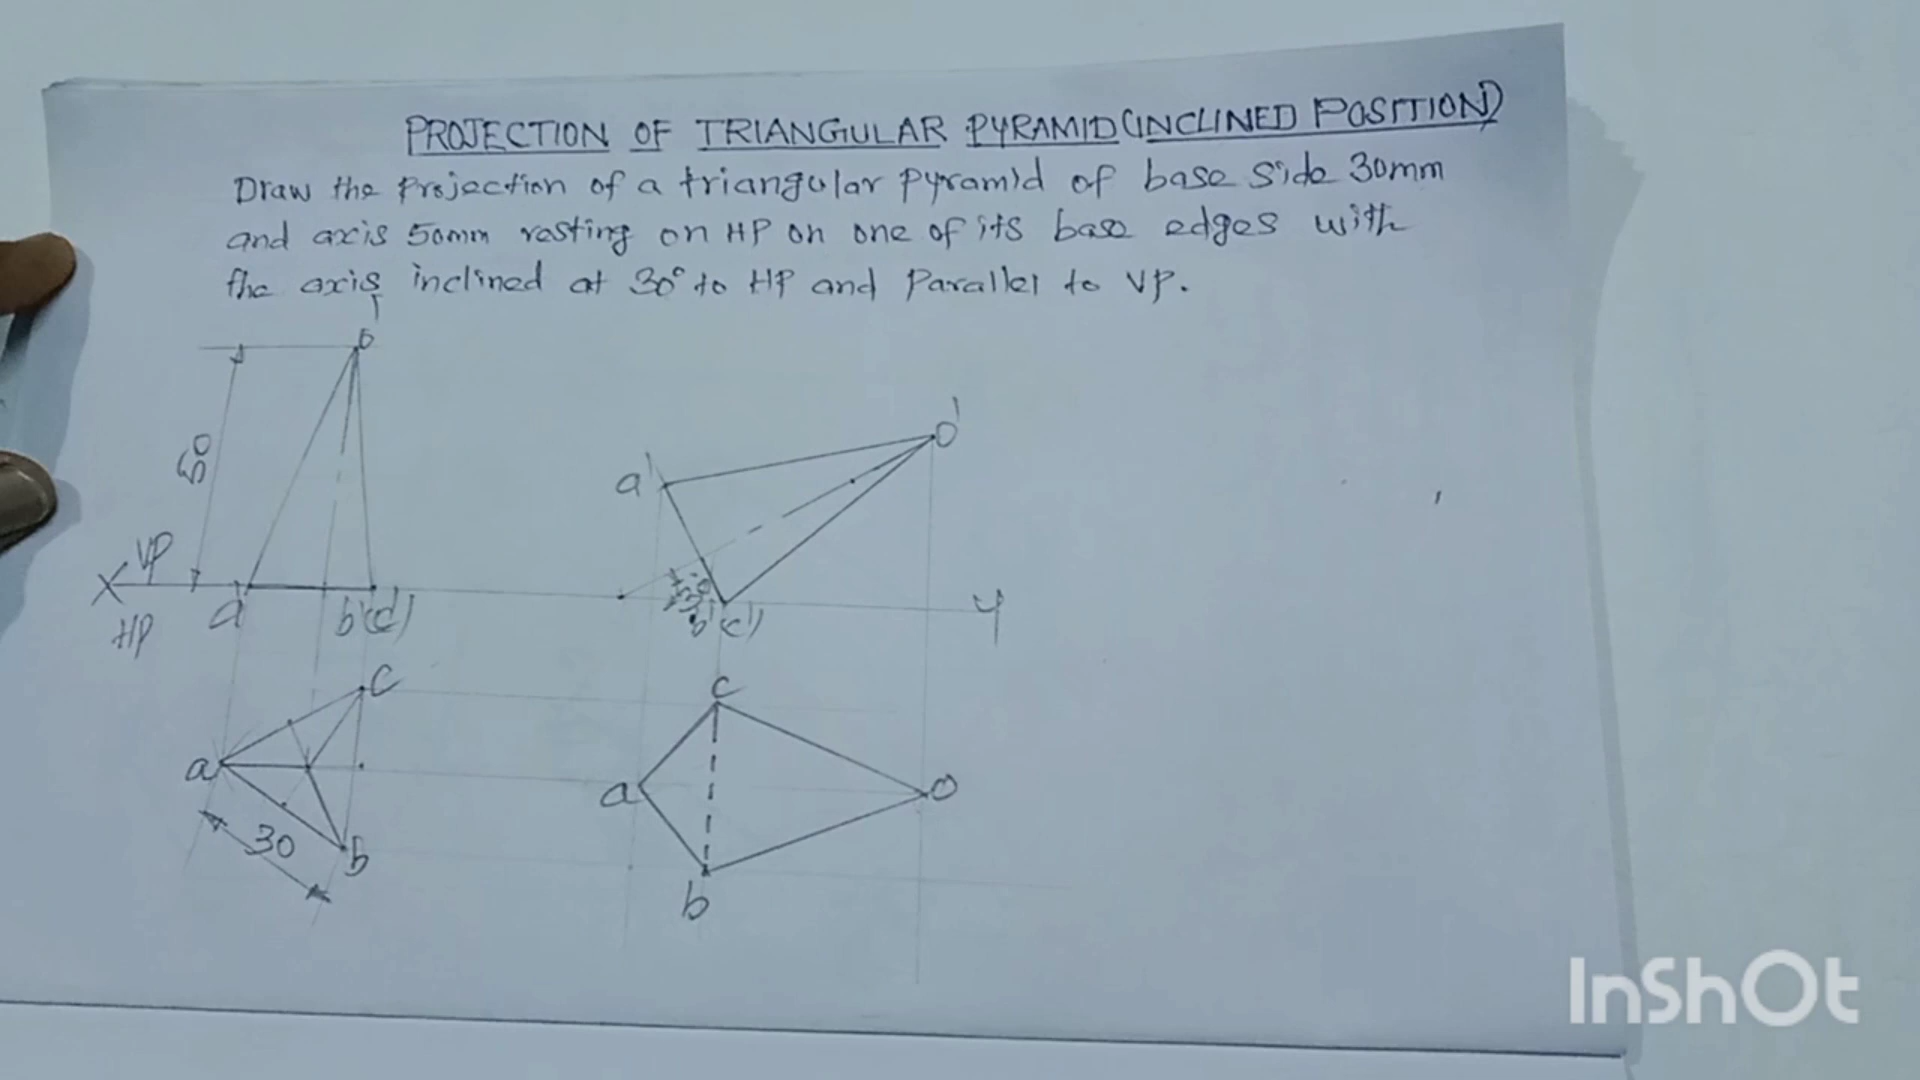 PROJECTION OF TRIANGULAR PYRAMID (INCLINED POSITION)
Draw the Projection of a triangular pyramid of base side 30mm
and axis 50mm resting on HP on one of its base edges with
the axis inclined at 30° to HP and Parallel to VP.
o'
50
X VP
HP
a'
b'(c')
c
a
30
b
o'
a'
30°
b'(c')
Y
c
a
o
b
InShOt